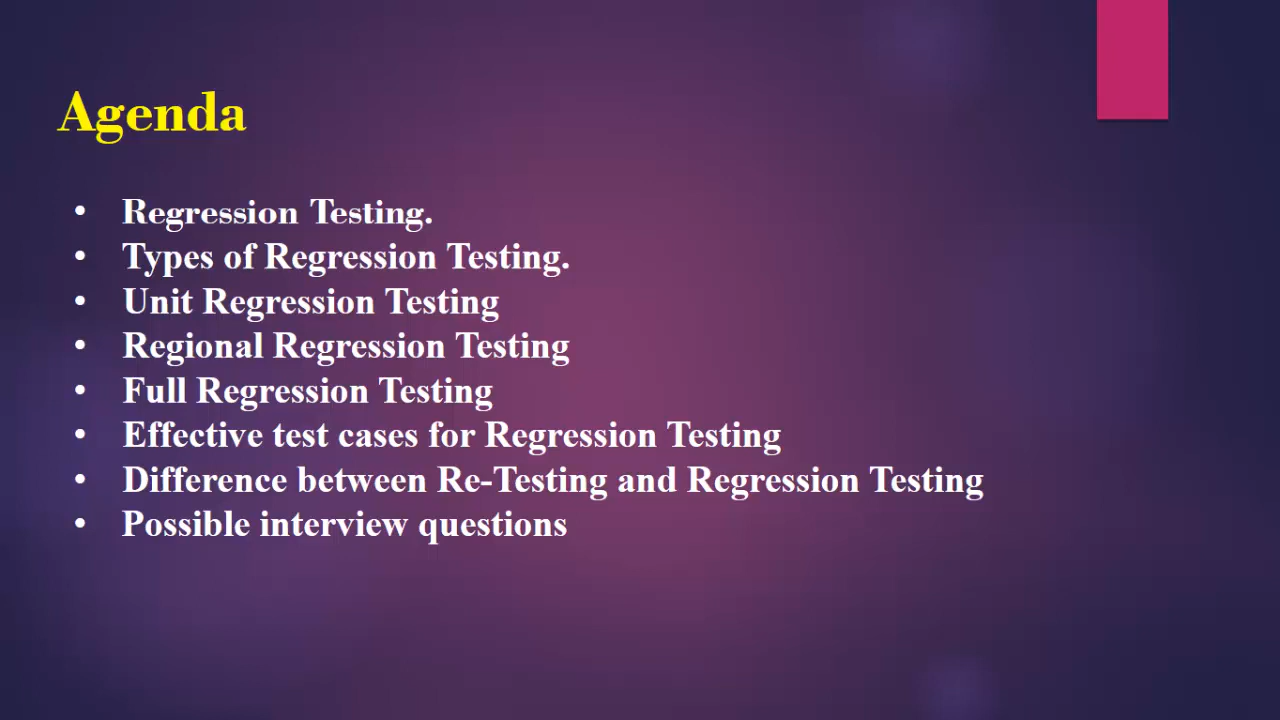 Agenda
• Regression Testing.
• Types of Regression Testing.
• Unit Regression Testing
• Regional Regression Testing
• Full Regression Testing
• Effective test cases for Regression Testing
• Difference between Re-Testing and Regression Testing
• Possible interview questions